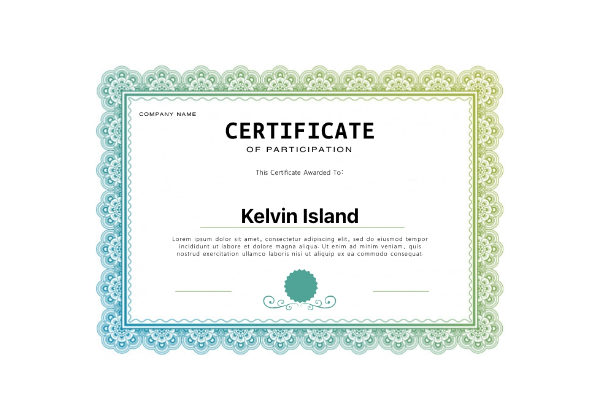 COMPANY NAME
CERTIFICATE
OF PARTICIPATION
This Certificate Awarded To:
Kelvin Island
Lorem ipsum dolor sit amet, consectetur adipiscing elit, sed do eiusmod tempor
incididunt ut labore et dolore magna aliqua. Ut enim ad minim veniam, quis
nostrud exercitation ullamco laboris nisi ut aliquip ex ea commodo consequat.